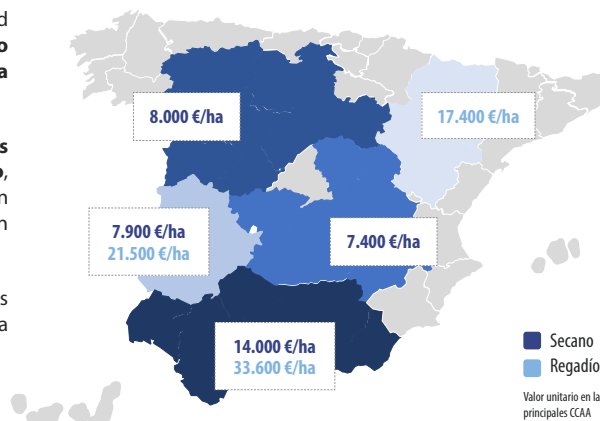 d
o
a
s
o,
n
n
s
a
8.000 €/ha
17.400 €/ha
7.900 €/ha
21.500 €/ha
7.400 €/ha
14.000 €/ha
33.600 €/ha
Secano
Regadío
Valor unitario en la
principales CCAA